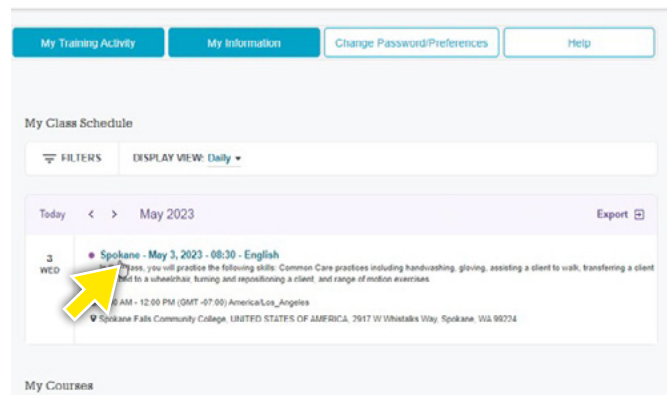 My Training Activity
My Information
Change Password/Preferences
Help
My Class Schedule
FILTERS
DISPLAY VIEW: Daily
Today < > May 2023
Export
3
WED
Spokane - May 3, 2023 - 08:30 - English
class, you will practice the following skills: Common Care practices including handwashing, gloving, assisting a client to walk, transferring a client
to a wheelchair, turning and repositioning a client, and range of motion exercises.
AM - 12:00 PM (GMT -07:00) America/Los_Angeles
Spokane Falls Community College, UNITED STATES OF AMERICA, 2917 W Whistalks Way, Spokane, WA 99224
My Courses